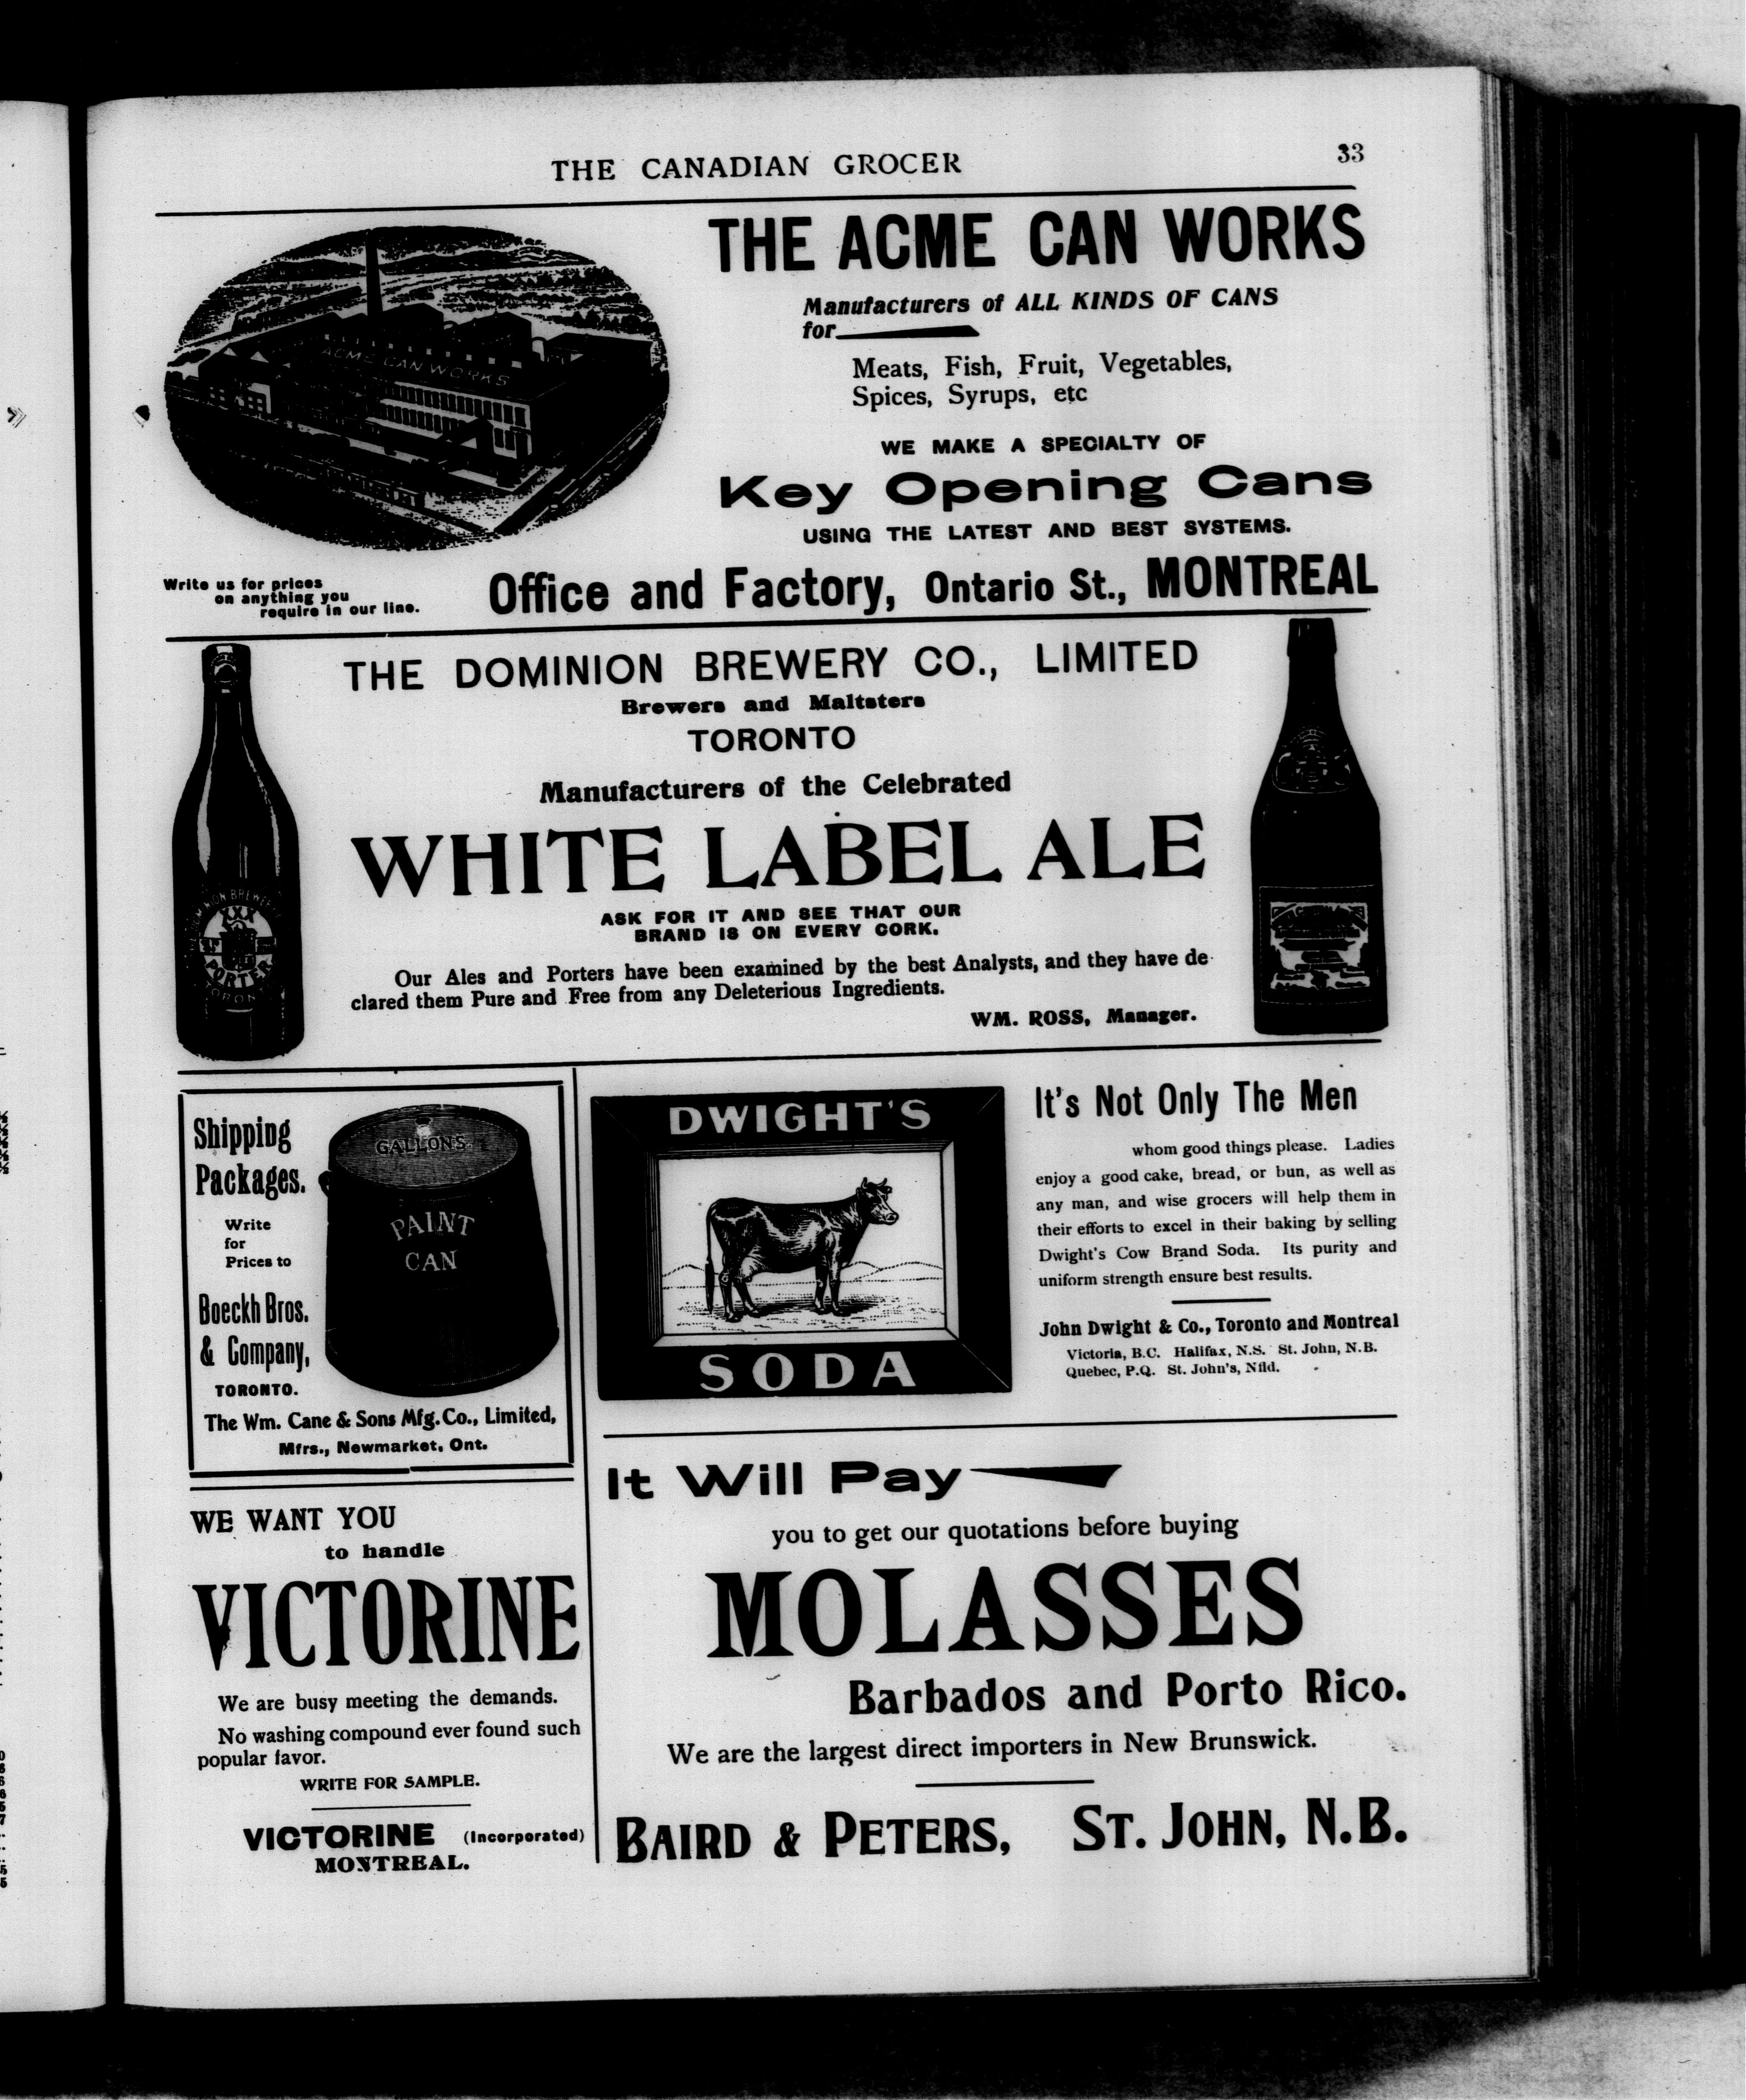 THE CANADIAN GROCER
33
THE ACME CAN WORKS
Manufacturers of ALL KINDS OF CANS
for
Meats, Fish, Fruit, Vegetables,
Spices, Syrups, etc
WE MAKE A SPECIALTY OF
Key Opening Cans
USING THE LATEST AND BEST SYSTEMS.
ACME CAN WORKS
Write us for prices
on anything you
require in our line.
Office and Factory, Ontario St., MONTREAL
THE DOMINION BREWERY CO., LIMITED
Brewers and Maltsters
TORONTO
Manufacturers of the Celebrated
WHITE LABEL ALE
ASK FOR IT AND SEE THAT OUR
BRAND IS ON EVERY CORK.
Our Ales and Porters have been examined by the best Analysts, and they have de-
clared them Pure and Free from any Deleterious Ingredients.
WM. ROSS, Manager.
DOMINION BREWERY
XXX
PORTER
TORONTO
Shipping
Packages.
Write
for
Prices to
Boeckh Bros.
& Company,
TORONTO.
The Wm. Cane & Sons Mfg. Co., Limited,
Mfrs., Newmarket, Ont.
GALLONS.
PAINT
CAN
DWIGHT'S
SODA
It's Not Only The Men
whom good things please. Ladies
enjoy a good cake, bread, or bun, as well as
any man, and wise grocers will help them in
their efforts to excel in their baking by selling
Dwight's Cow Brand Soda. Its purity and
uniform strength ensure best results.
John Dwight & Co., Toronto and Montreal
Victoria, B.C. Halifax, N.S. St. John, N.B.
Quebec, P.Q. St. John's, Nfld.
WE WANT YOU
to handle
VICTORINE
We are busy meeting the demands.
No washing compound ever found such
popular favor.
WRITE FOR SAMPLE.
VICTORINE (Incorporated)
MONTREAL.
It Will Pay
you to get our quotations before buying
MOLASSES
Barbados and Porto Rico.
We are the largest direct importers in New Brunswick.
BAIRD & PETERS, ST. JOHN, N.B.